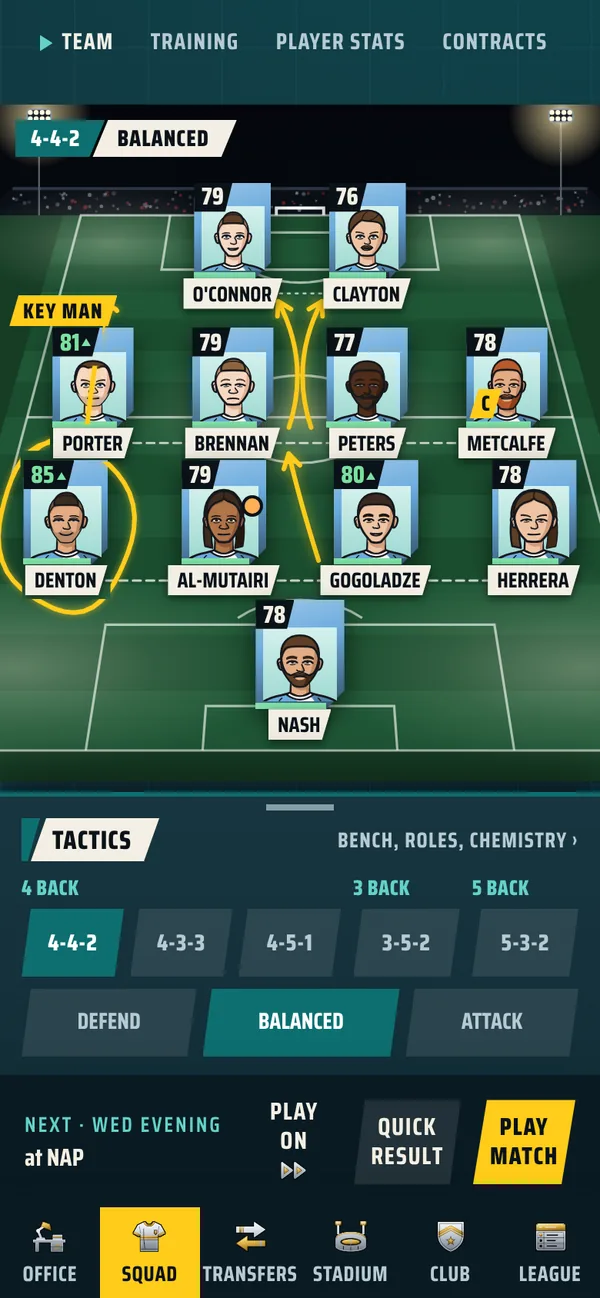 TEAM TRAINING PLAYER STATS CONTRACTS
4-4-2 BALANCED
79 76
O'CONNOR CLAYTON
KEY MAN
81 79 77 78
C
PORTER BRENNAN PETERS METCALFE
85 79 80 78
DENTON AL-MUTAIRI GOGOLADZE HERRERA
78
NASH
TACTICS BENCH, ROLES, CHEMISTRY ›
4 BACK 3 BACK 5 BACK
4-4-2 4-3-3 4-5-1 3-5-2 5-3-2
DEFEND BALANCED ATTACK
NEXT · WED EVENING
at NAP
PLAY
ON
QUICK
RESULT
PLAY
MATCH
OFFICE SQUAD TRANSFERS STADIUM CLUB LEAGUE